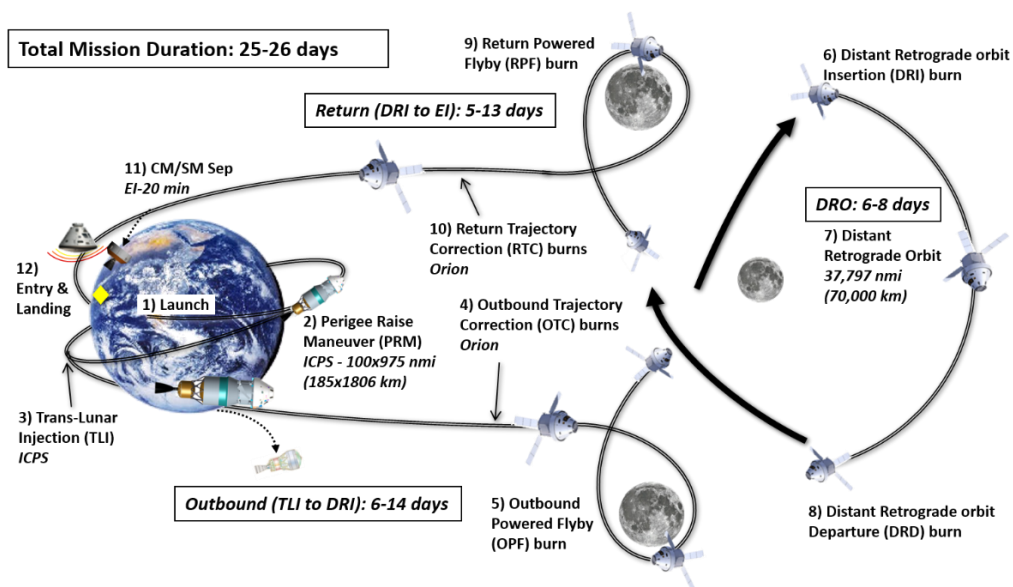 Total Mission Duration: 25-26 days
9) Return Powered
Flyby (RPF) burn
6) Distant Retrograde orbit
Insertion (DRI) burn
Return (DRI to EI): 5-13 days
11) CM/SM Sep
EI-20 min
DRO: 6-8 days
7) Distant
Retrograde Orbit
37,797 nmi
(70,000 km)
10) Return Trajectory
Correction (RTC) burns
Orion
12)
Entry &
Landing
1) Launch
2) Perigee Raise
Maneuver (PRM)
ICPS - 100x975 nmi
(185x1806 km)
4) Outbound Trajectory
Correction (OTC) burns
Orion
3) Trans-Lunar
Injection (TLI)
ICPS
Outbound (TLI to DRI): 6-14 days
5) Outbound
Powered Flyby
(OPF) burn
8) Distant Retrograde orbit
Departure (DRD) burn